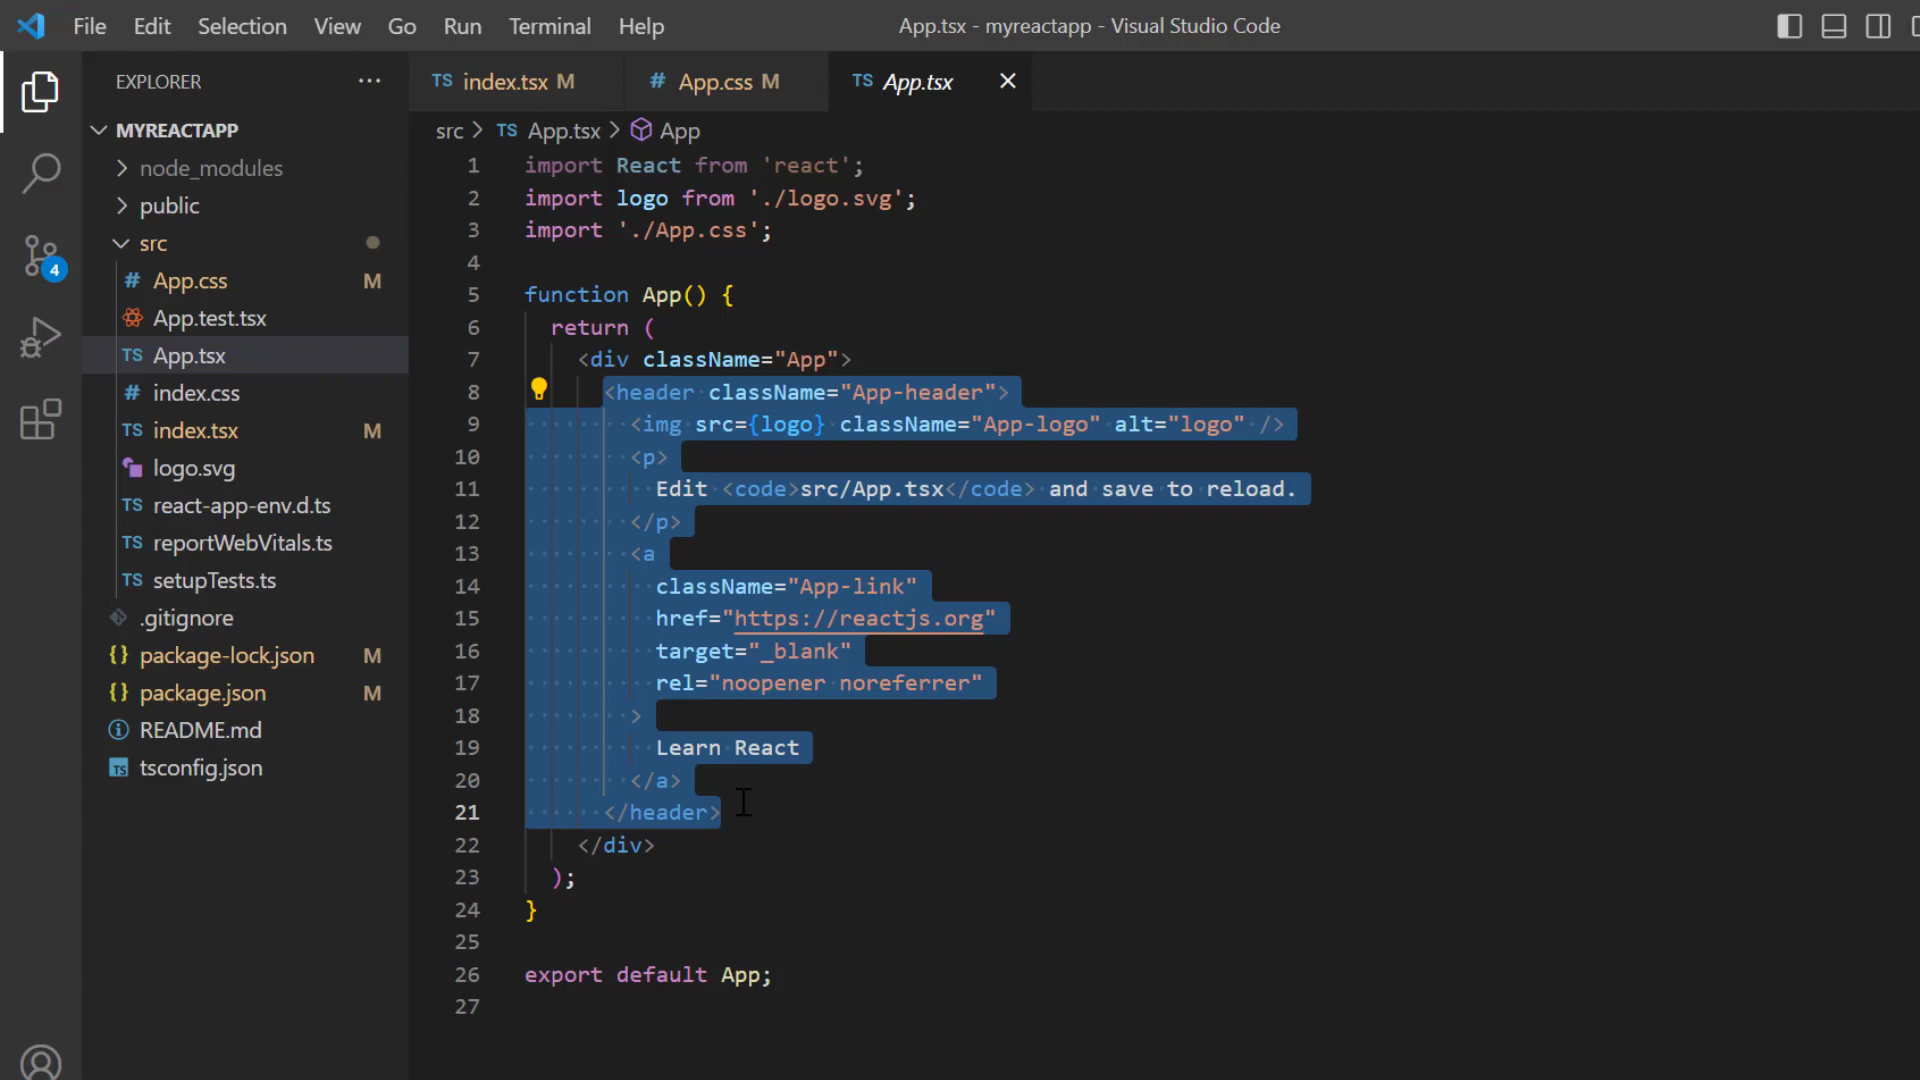 File Edit Selection View Go Run Terminal Help
App.tsx - myreactapp - Visual Studio Code
EXPLORER ...
MYREACTAPP
node_modules
public
src
# App.css M
App.test.tsx
TS App.tsx
# index.css
TS index.tsx M
logo.svg
TS react-app-env.d.ts
TS reportWebVitals.ts
TS setupTests.ts
.gitignore
{} package-lock.json M
{} package.json M
README.md
TS tsconfig.json
4
TS index.tsx M
# App.css M
TS App.tsx
src > TS App.tsx > App
1 import React from 'react';
2 import logo from './logo.svg';
3 import './App.css';
4
5 function App() {
6 return (
7 <div className="App">
8 <header className="App-header">
9 <img src={logo} className="App-logo" alt="logo" />
10 <p>
11 Edit <code>src/App.tsx</code> and save to reload.
12 </p>
13 <a
14 className="App-link"
15 href="https://reactjs.org"
16 target="_blank"
17 rel="noopener noreferrer"
18 >
19 Learn React
20 </a>
21 </header>
22 </div>
23 );
24 }
25
26 export default App;
27